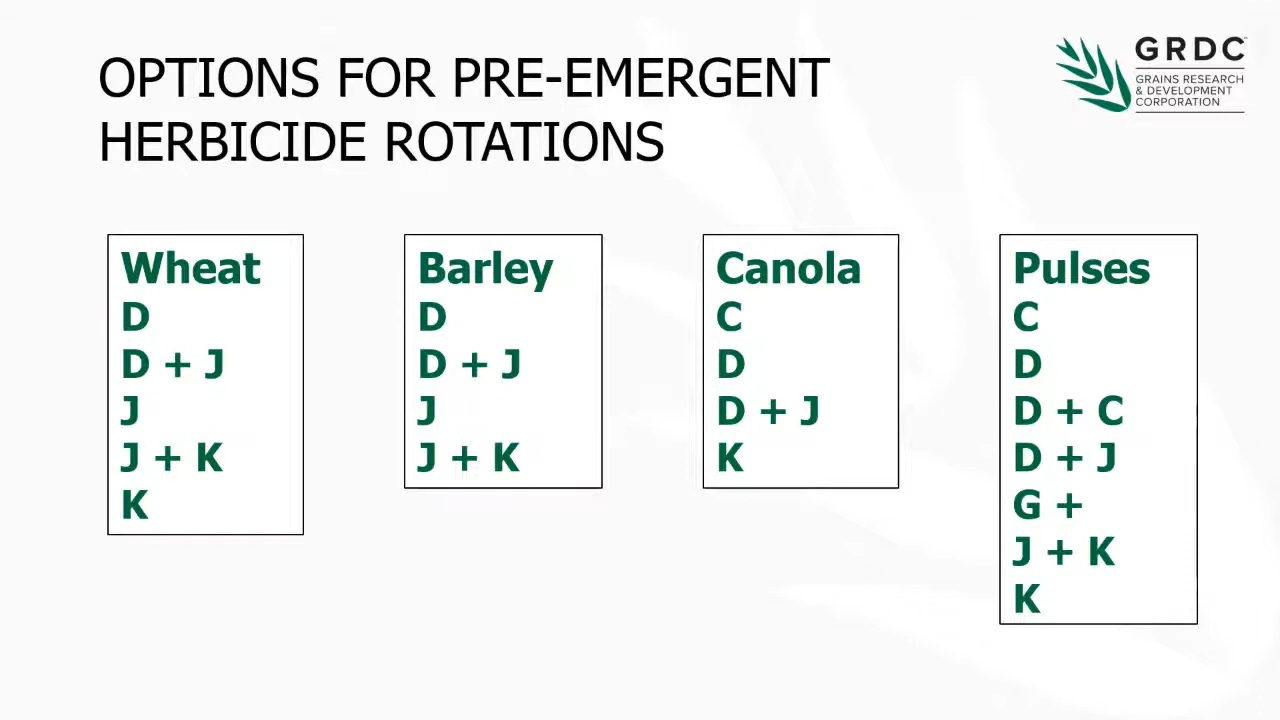 OPTIONS FOR PRE-EMERGENT
HERBICIDE ROTATIONS
GRDC
GRAINS RESEARCH
& DEVELOPMENT
CORPORATION
Wheat
D
D + J
J
J + K
K
Barley
D
D + J
J
J + K
Canola
C
D
D + J
K
Pulses
C
D
D + C
D + J
G +
J + K
K